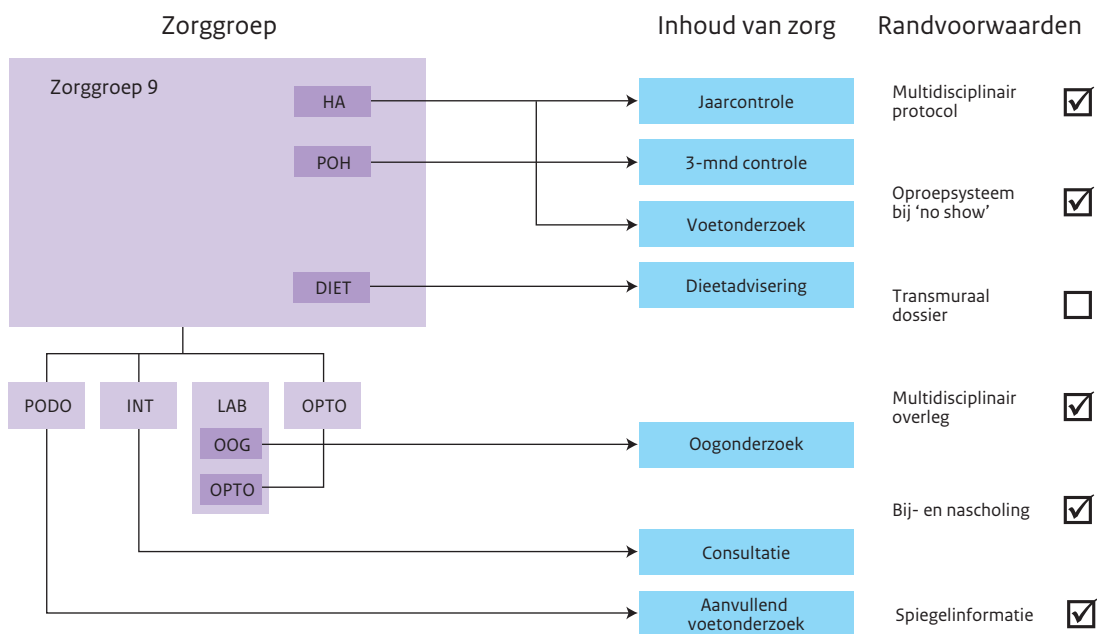 Zorggroep
Inhoud van zorg
Randvoorwaarden
Zorggroep 9
HA
Jaarcontrole
Multidisciplinair
protocol
POH
3-mnd controle
Oproepsysteem
bij ‘no show’
Voetonderzoek
DIET
Dieetadvisering
Transmuraal
dossier
PODO
INT
LAB
OPTO
Multidisciplinair
overleg
OOG
Oogonderzoek
OPTO
Bij- en nascholing
Consultatie
Aanvullend
voetonderzoek
Spiegelinformatie